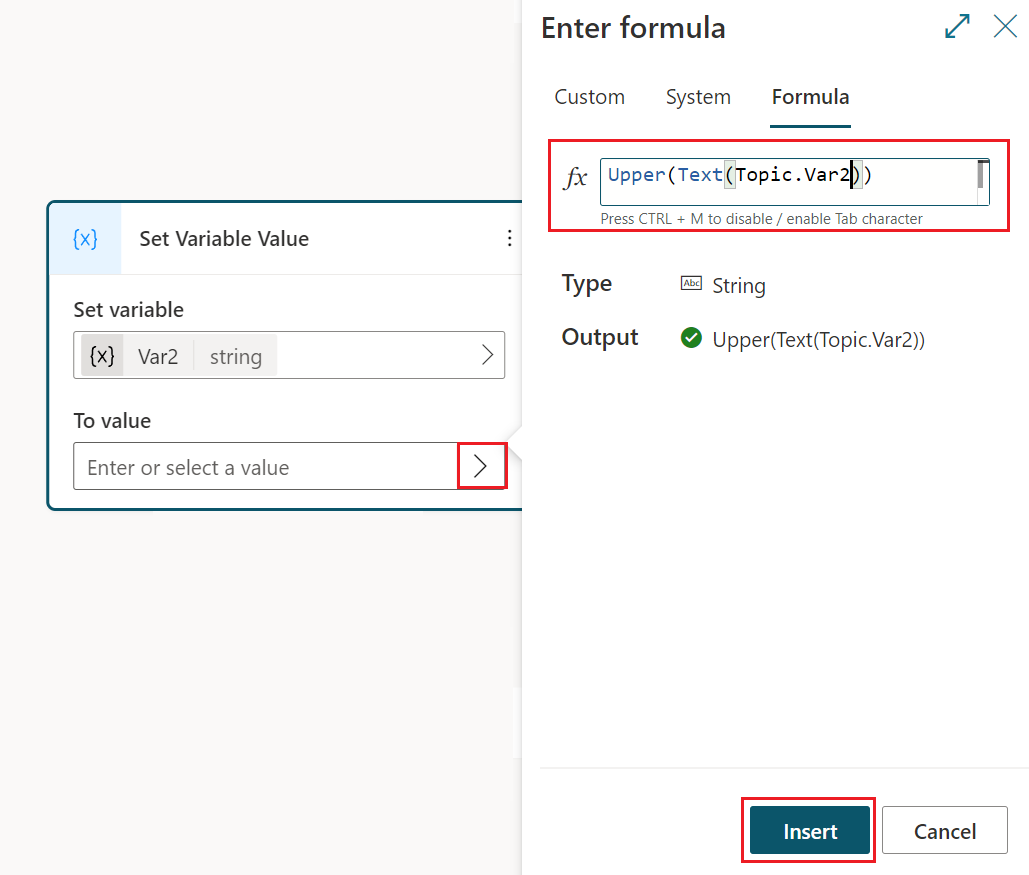 Enter formula
Custom System Formula
fx Upper(Text(Topic.Var2))
Press CTRL + M to disable / enable Tab character
Type Abc String
Output Upper(Text(Topic.Var2))
{x} Set Variable Value
Set variable
{x} Var2 string
To value
Enter or select a value
Insert Cancel